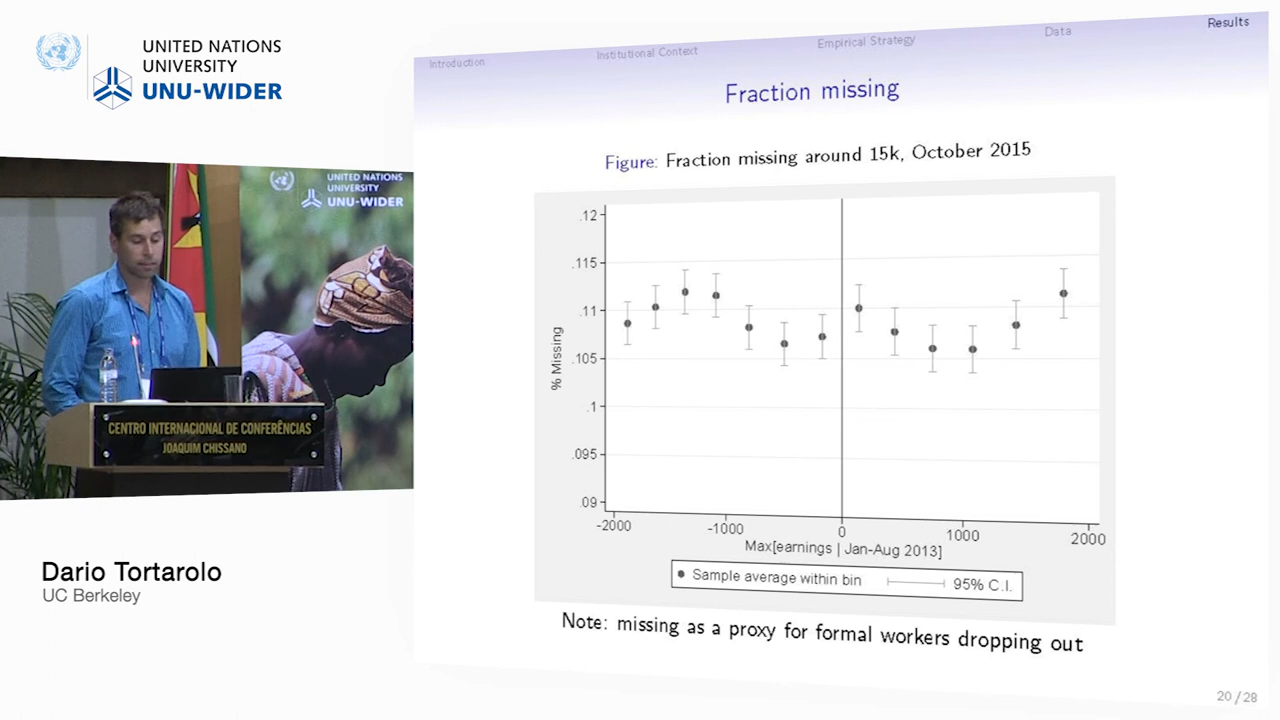 UNITED NATIONS
UNIVERSITY
UNU-WIDER
UNITED NATIONS
UNIVERSITY
UNU-WIDER
CENTRO INTERNACIONAL DE CONFERÊNCIAS
JOAQUIM CHISSANO
Dario Tortarolo
UC Berkeley
Introduction
Institutional Context
Empirical Strategy
Data
Results
Fraction missing
Figure: Fraction missing around 15k, October 2015
% Missing
.12
.115
.11
.105
.1
.095
.09
-2000
-1000
0
1000
2000
Max[earnings | Jan-Aug 2013]
Sample average within bin
95% C.I.
Note: missing as a proxy for formal workers dropping out
20/28